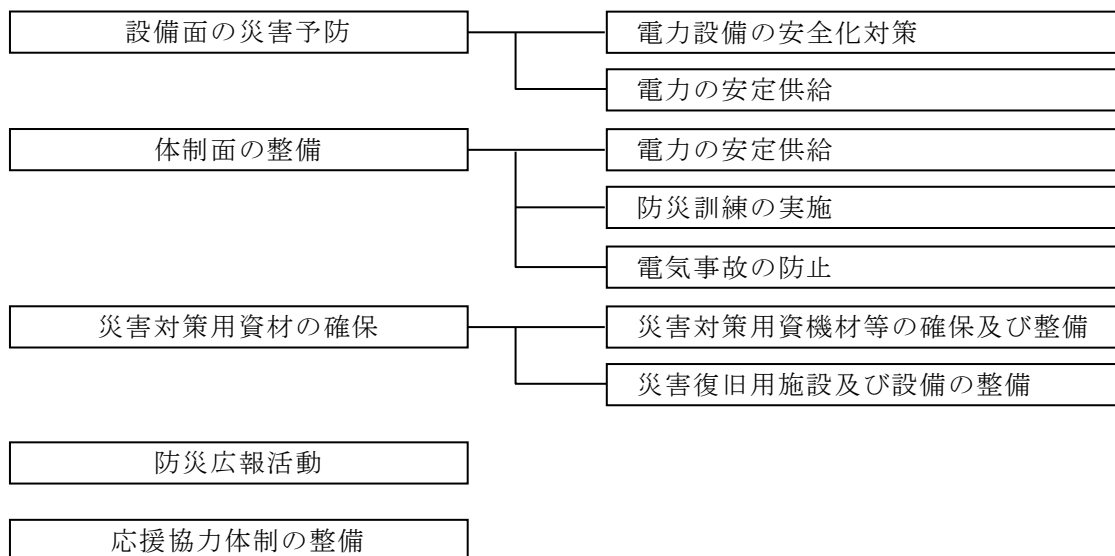 設備面の災害予防
電力設備の安全化対策
電力の安定供給
体制面の整備
電力の安定供給
防災訓練の実施
電気事故の防止
災害対策用資材の確保
災害対策用資機材等の確保及び整備
災害復旧用施設及び設備の整備
防災広報活動
応援協力体制の整備